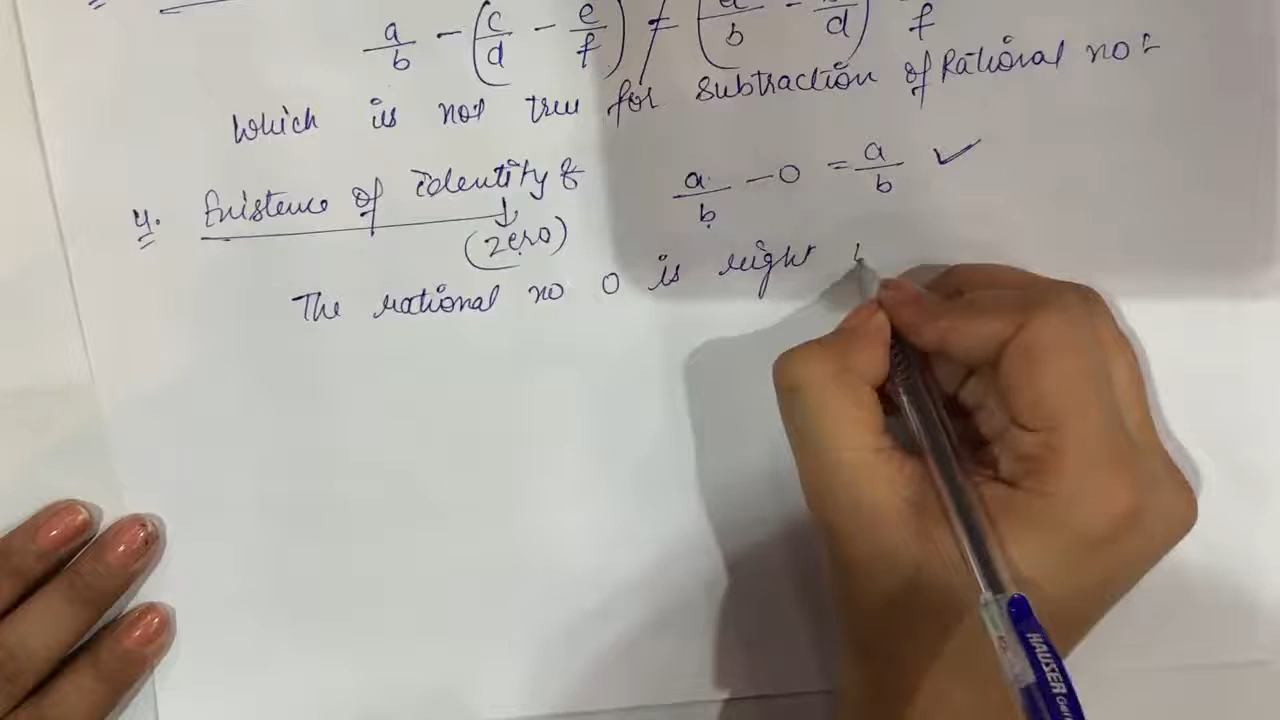 a/b - (c/d - e/f) ≠ (a/b - c/d) f
Which is not true for subtraction of Rational no:
4. Existence of identity :
a/b - 0 = a/b ✓
(zero)
The rational no 0 is right
HAUSER